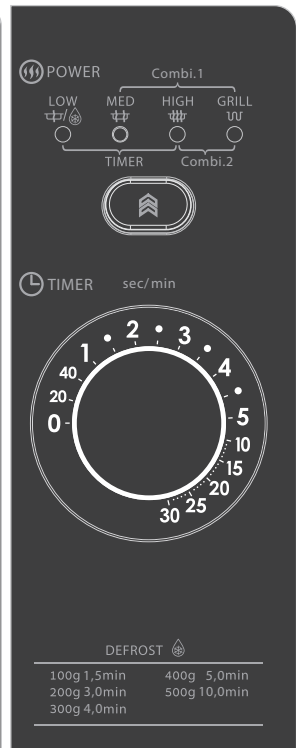 POWER
Combi.1
LOW MED HIGH GRILL
TIMER Combi.2
TIMER sec/min
0 20 40 1 2 3 4 5 10 15 20 25 30
DEFROST
100g 1,5min 400g 5,0min
200g 3,0min 500g 10,0min
300g 4,0min